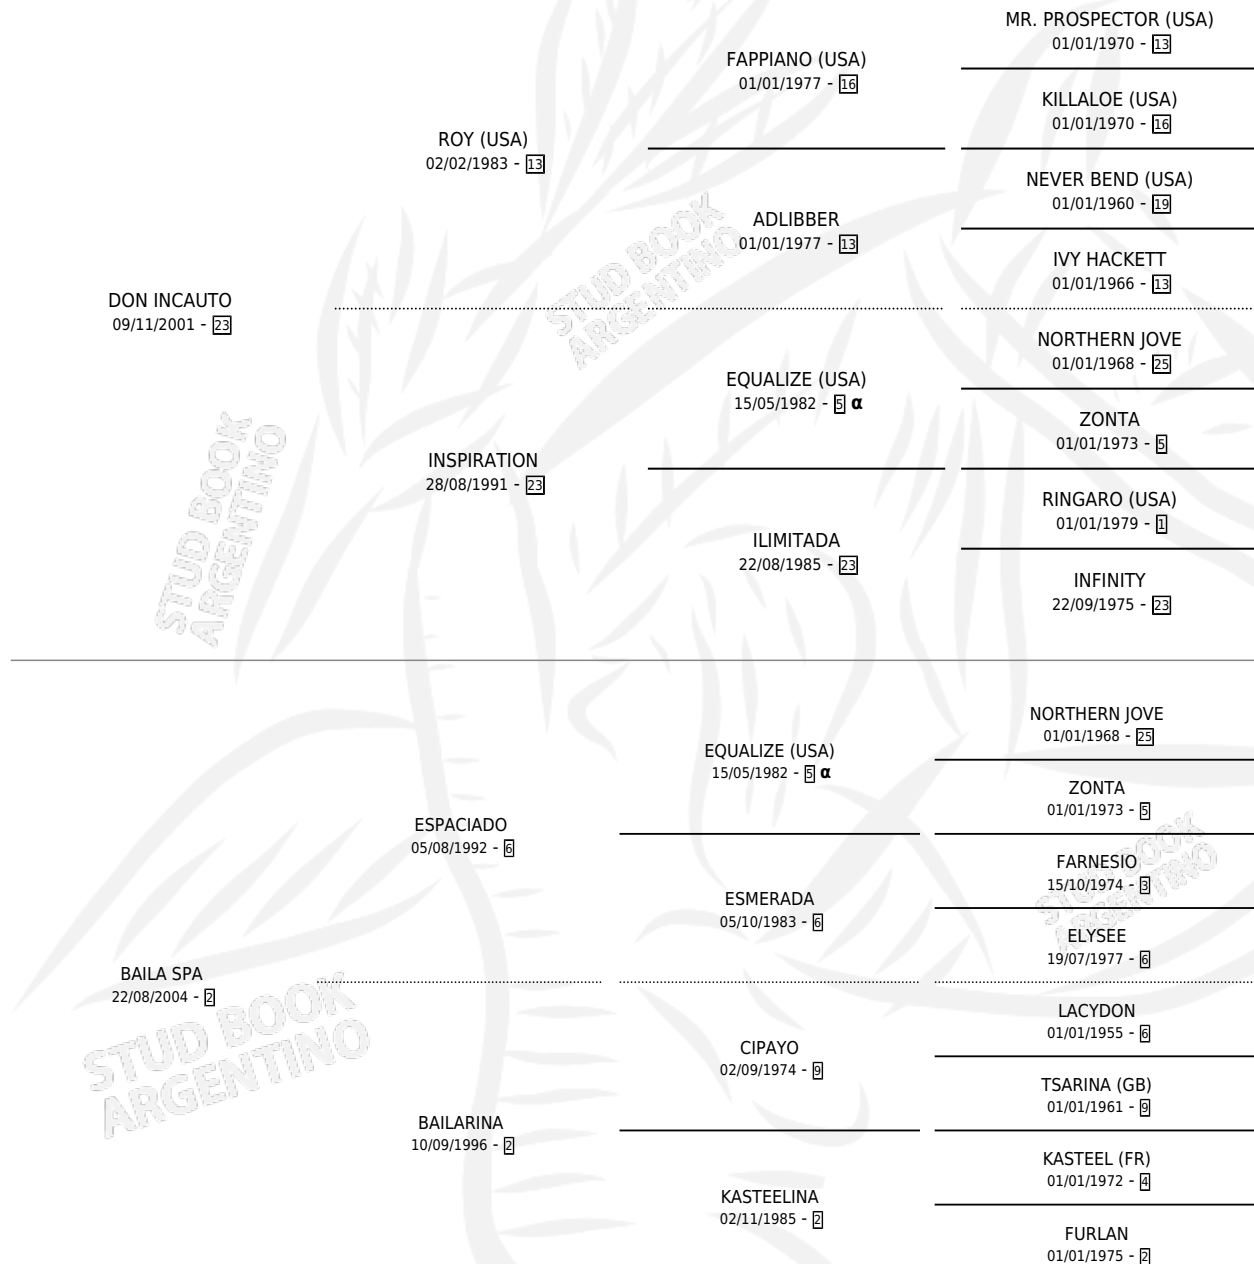 MR. PROSPECTOR (USA)
01/01/1970 - 13
FAPPIANO (USA)
01/01/1977 - 16
KILLALOE (USA)
01/01/1970 - 16
ROY (USA)
02/02/1983 - 13
NEVER BEND (USA)
01/01/1960 - 19
ADLIBBER
01/01/1977 - 13
IVY HACKETT
01/01/1966 - 13
DON INCAUTO
09/11/2001 - 23
NORTHERN JOVE
01/01/1968 - 25
EQUALIZE (USA)
15/05/1982 - 5 α
ZONTA
01/01/1973 - 5
INSPIRATION
28/08/1991 - 23
RINGARO (USA)
01/01/1979 - 1
ILIMITADA
22/08/1985 - 23
INFINITY
22/09/1975 - 23
NORTHERN JOVE
01/01/1968 - 25
EQUALIZE (USA)
15/05/1982 - 5 α
ZONTA
01/01/1973 - 5
ESPACIADO
05/08/1992 - 6
FARNESIO
15/10/1974 - 3
ESMERADA
05/10/1983 - 6
ELYSEE
19/07/1977 - 6
BAILA SPA
22/08/2004 - 2
LACYDON
01/01/1955 - 6
CIPAYO
02/09/1974 - 9
TSARINA (GB)
01/01/1961 - 9
BAILARINA
10/09/1996 - 2
KASTEEL (FR)
01/01/1972 - 4
KASTEELINA
02/11/1985 - 2
FURLAN
01/01/1975 - 2
STUD BOOK
ARGENTINO
STUD BOOK
ARGENTINO
STUD BOOK
ARGENTINO
STUD BOOK
ARGENTINO